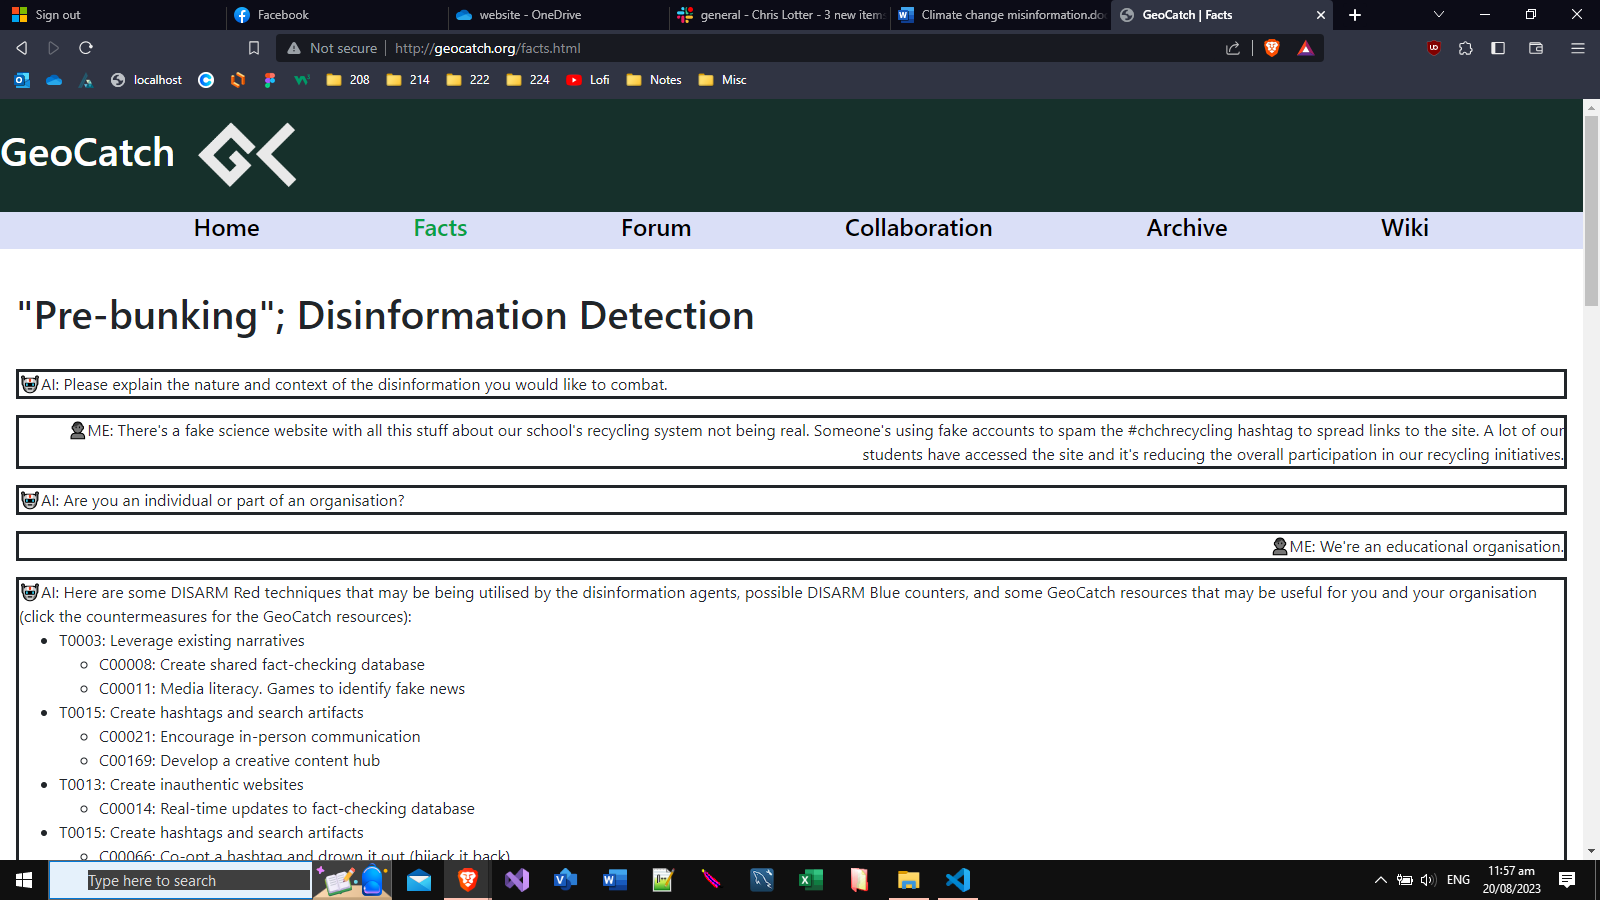 Sign out
Facebook
website - OneDrive
general - Chris Lotter - 3 new items
Climate change misinformation.doc
GeoCatch | Facts
Not secure
http://geocatch.org/facts.html
localhost
208
214
222
224
Lofi
Notes
Misc
GeoCatch
Home
Facts
Forum
Collaboration
Archive
Wiki
"Pre-bunking"; Disinformation Detection
AI: Please explain the nature and context of the disinformation you would like to combat.
ME: There's a fake science website with all this stuff about our school's recycling system not being real. Someone's using fake accounts to spam the #chchrecycling hashtag to spread links to the site. A lot of our
students have accessed the site and it's reducing the overall participation in our recycling initiatives.
AI: Are you an individual or part of an organisation?
ME: We're an educational organisation.
AI: Here are some DISARM Red techniques that may be being utilised by the disinformation agents, possible DISARM Blue counters, and some GeoCatch resources that may be useful for you and your organisation
(click the countermeasures for the GeoCatch resources):
• T0003: Leverage existing narratives
◦ C00008: Create shared fact-checking database
◦ C00011: Media literacy. Games to identify fake news
• T0015: Create hashtags and search artifacts
◦ C00021: Encourage in-person communication
◦ C00169: Develop a creative content hub
• T0013: Create inauthentic websites
◦ C00014: Real-time updates to fact-checking database
• T0015: Create hashtags and search artifacts
◦ C00066: Co-opt a hashtag and drown it out (hijack it back)
Type here to search
ENG
11:57 am
20/08/2023